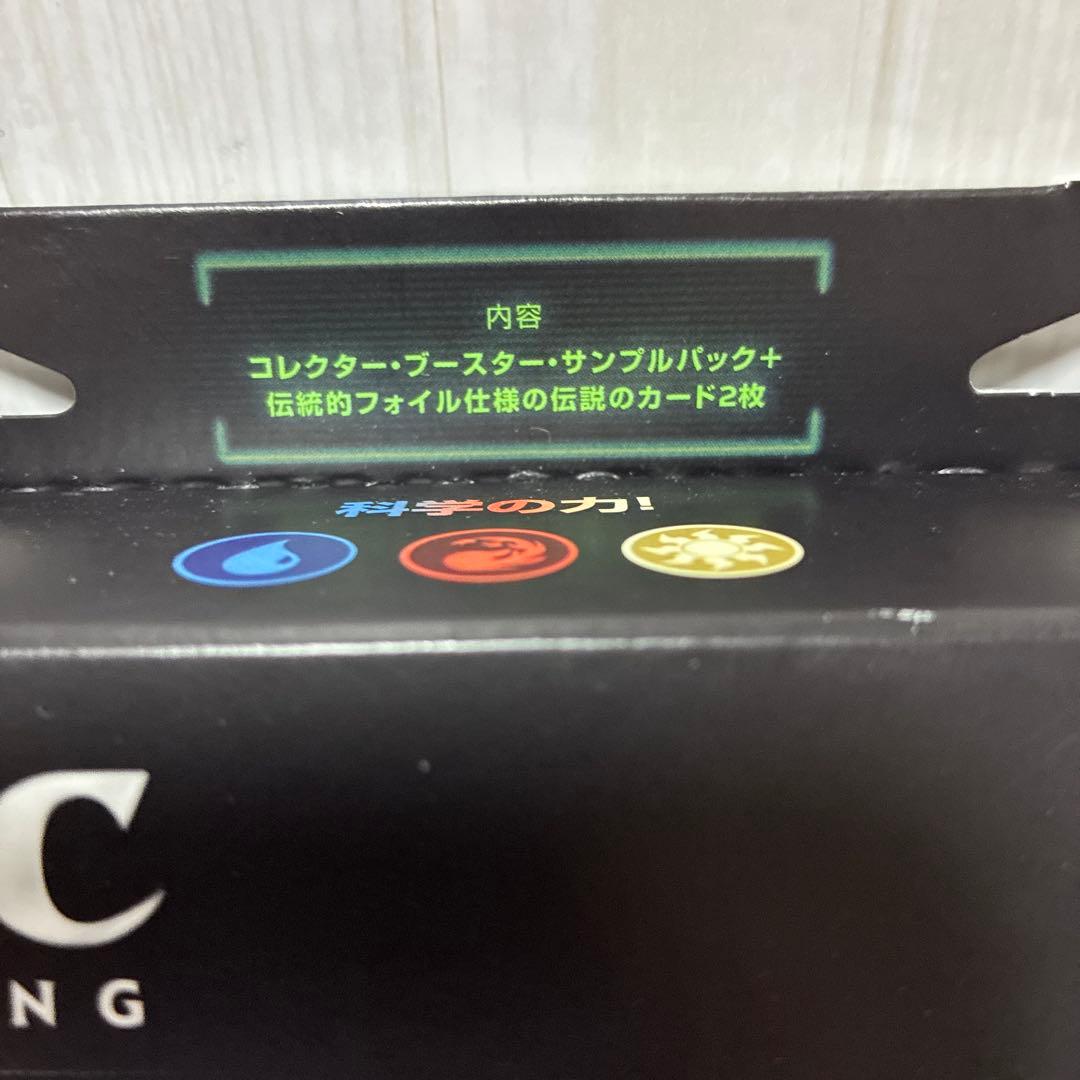 内容
コレクター・ブースター・サンプルパック＋
伝統的フォイル仕様の伝説のカード2枚
科学の力!
C
NG